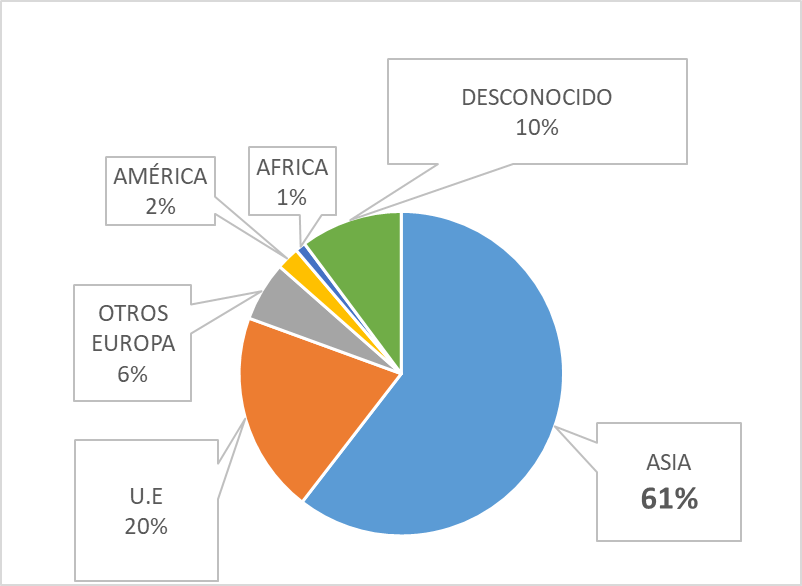 DESCONOCIDO
10%
AFRICA
1%
AMÉRICA
2%
OTROS
EUROPA
6%
U.E
20%
ASIA
61%